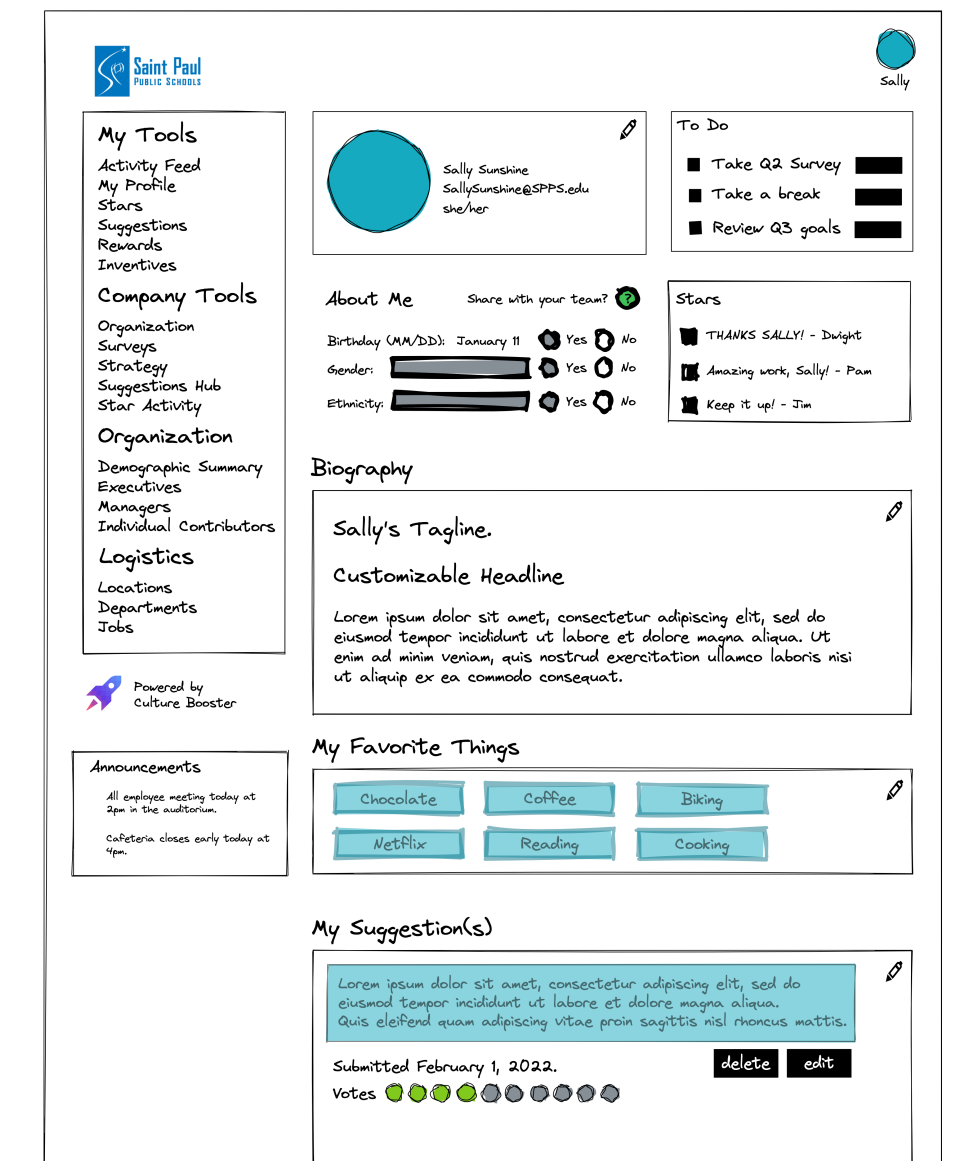 Saint Paul
Public Schools
Sally
My Tools
Activity Feed
My Profile
Stars
Suggestions
Rewards
Inventives
Company Tools
Organization
Surveys
Strategy
Suggestions Hub
Star Activity
Organization
Demographic Summary
Executives
Managers
Individual Contributors
Logistics
Locations
Departments
Jobs
Powered by
Culture Booster
Announcements
All employee meeting today at
2pm in the auditorium.
Cafeteria closes early today at
4pm.
Sally Sunshine
SallySunshine@SPPS.edu
she/her
To Do
Take Q2 Survey
Take a break
Review Q3 goals
About Me
Share with your team? ?
Birthday (MM/DD): January 11 Yes No
Gender: Yes No
Ethnicity: Yes No
Stars
THANKS SALLY! - Dwight
Amazing work, Sally! - Pam
Keep it up! - Jim
Biography
Sally's Tagline.
Customizable Headline
Lorem ipsum dolor sit amet, consectetur adipiscing elit, sed do
eiusmod tempor incididunt ut labore et dolore magna aliqua. Ut
enim ad minim veniam, quis nostrud exercitation ullamco laboris nisi
ut aliquip ex ea commodo consequat.
My Favorite Things
Chocolate Coffee Biking
Netflix Reading Cooking
My Suggestion(s)
Lorem ipsum dolor sit amet, consectetur adipiscing elit, sed do
eiusmod tempor incididunt ut labore et dolore magna aliqua.
Quis eleifend quam adipiscing vitae proin sagittis nisl rhoncus mattis.
Submitted February 1, 2022.
delete edit
Votes